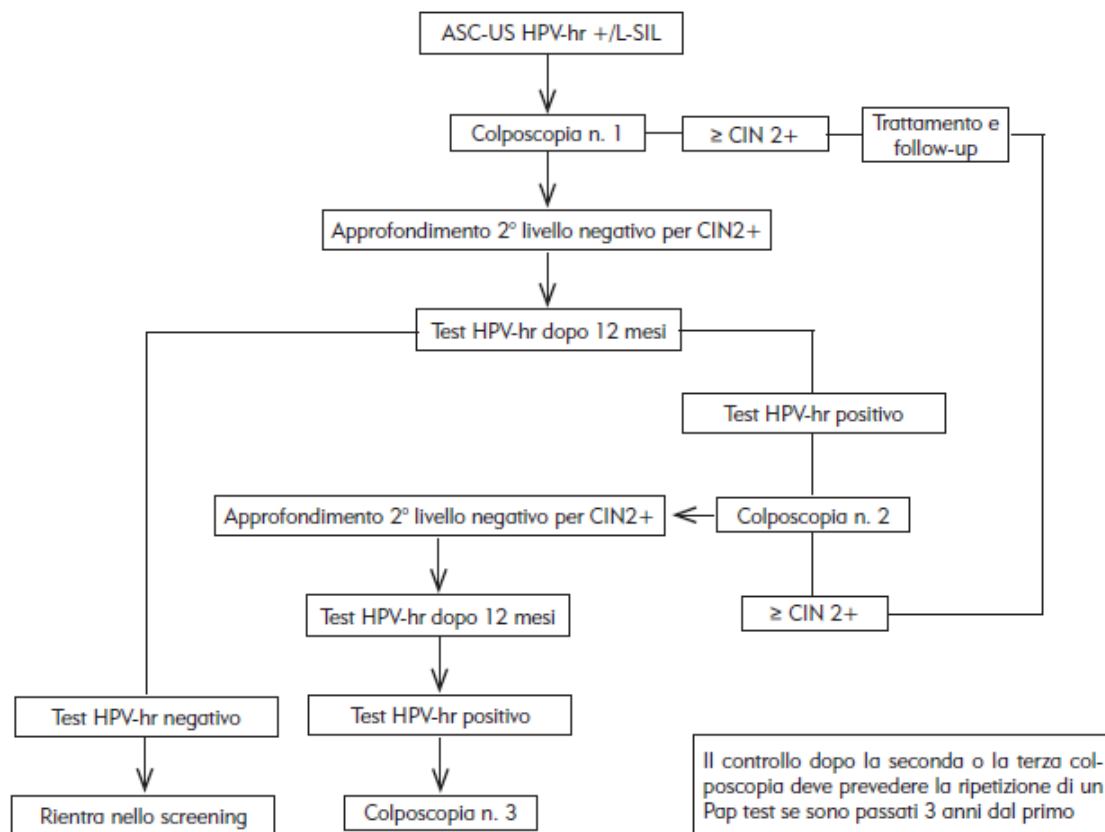 ASC-US HPV-hr +/L-SIL
Colposcopia n. 1
≥ CIN 2+
Trattamento e
follow-up
Approfondimento 2° livello negativo per CIN2+
Test HPV-hr dopo 12 mesi
Test HPV-hr positivo
Approfondimento 2° livello negativo per CIN2+
Colposcopia n. 2
Test HPV-hr dopo 12 mesi
≥ CIN 2+
Test HPV-hr negativo
Test HPV-hr positivo
Rientra nello screening
Colposcopia n. 3
Il controllo dopo la seconda o la terza col-
poscopia deve prevedere la ripetizione di un
Pap test se sono passati 3 anni dal primo